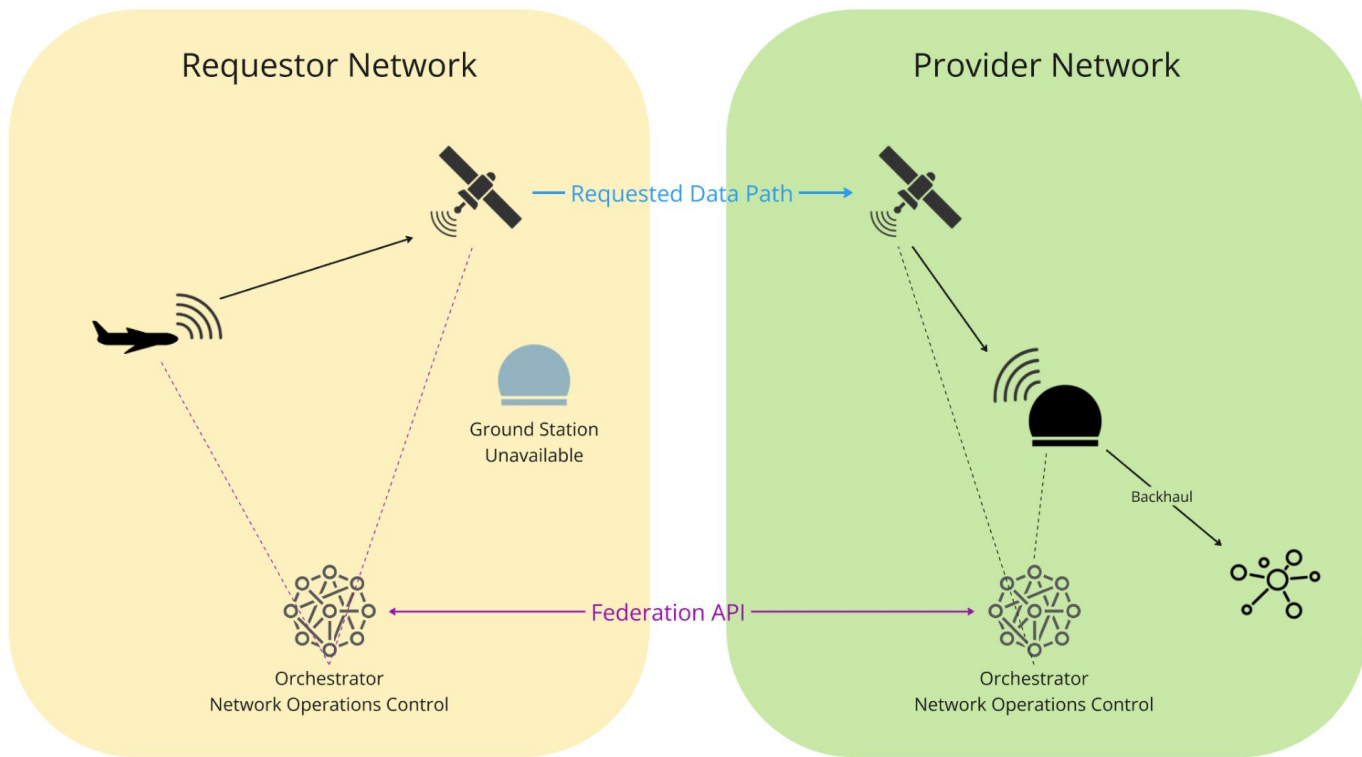 Requestor Network
Provider Network
Requested Data Path
Ground Station
Unavailable
Backhaul
Federation API
Orchestrator
Network Operations Control
Orchestrator
Network Operations Control